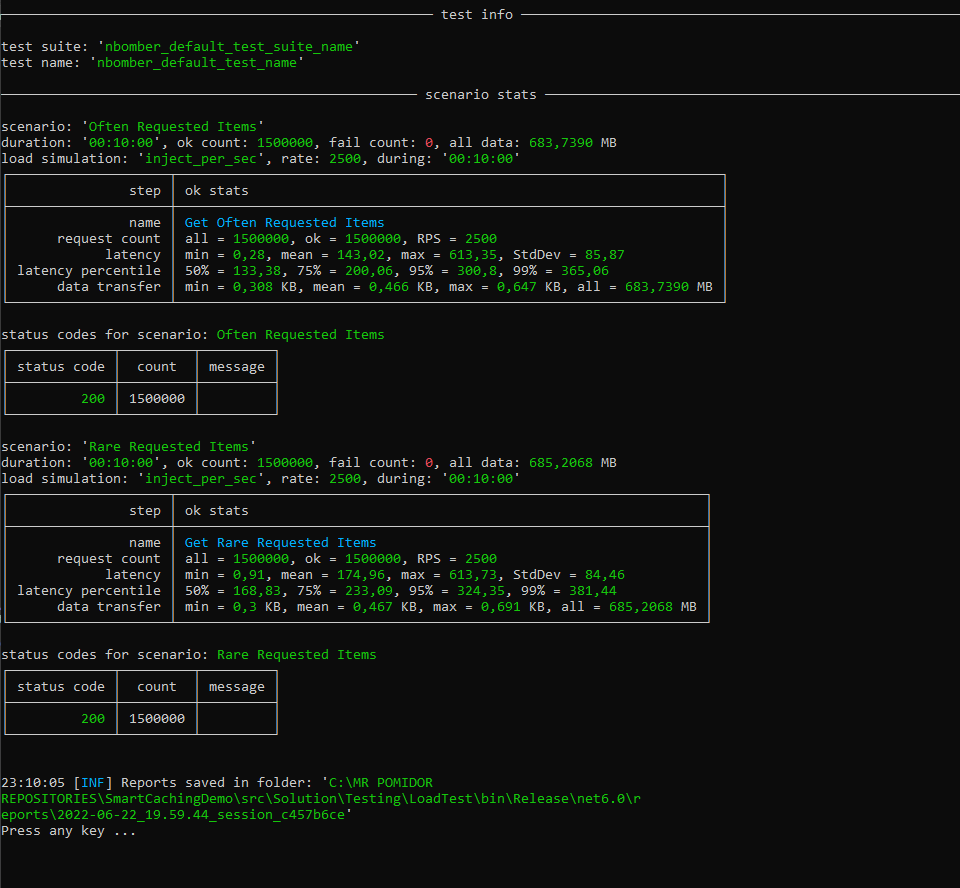 test info
test suite: 'nbomber_default_test_suite_name'
test name: 'nbomber_default_test_name'
scenario stats
scenario: 'Often Requested Items'
duration: '00:10:00', ok count: 1500000, fail count: 0, all data: 683,7390 MB
load simulation: 'inject_per_sec', rate: 2500, during: '00:10:00'
step ok stats
name Get Often Requested Items
request count all = 1500000, ok = 1500000, RPS = 2500
latency min = 0,28, mean = 143,02, max = 613,35, StdDev = 85,87
latency percentile 50% = 133,38, 75% = 200,06, 95% = 300,8, 99% = 365,06
data transfer min = 0,308 KB, mean = 0,466 KB, max = 0,647 KB, all = 683,7390 MB
status codes for scenario: Often Requested Items
status code count message
200 1500000
scenario: 'Rare Requested Items'
duration: '00:10:00', ok count: 1500000, fail count: 0, all data: 685,2068 MB
load simulation: 'inject_per_sec', rate: 2500, during: '00:10:00'
step ok stats
name Get Rare Requested Items
request count all = 1500000, ok = 1500000, RPS = 2500
latency min = 0,91, mean = 174,96, max = 613,73, StdDev = 84,46
latency percentile 50% = 168,83, 75% = 233,09, 95% = 324,35, 99% = 381,44
data transfer min = 0,3 KB, mean = 0,467 KB, max = 0,691 KB, all = 685,2068 MB
status codes for scenario: Rare Requested Items
status code count message
200 1500000
23:10:05 [INF] Reports saved in folder: 'C:\MR POMIDOR
REPOSITORIES\SmartCachingDemo\src\Solution\Testing\LoadTest\bin\Release\net6.0\r
eports\2022-06-22_19.59.44_session_c457b6ce'
Press any key ...